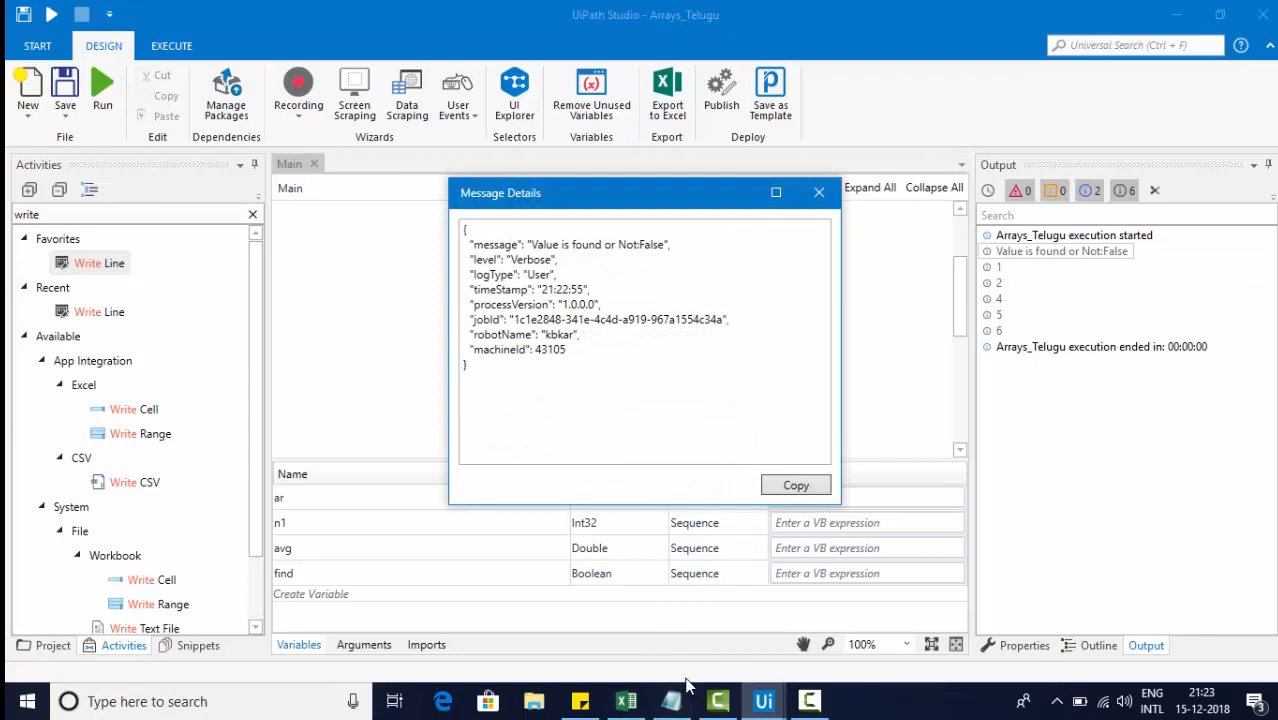 UiPath Studio - Arrays_Telugu
START
DESIGN
EXECUTE
Universal Search (Ctrl + F)
New
Save
Run
Cut
Copy
Paste
Manage Packages
Recording
Screen Scraping
Data Scraping
User Events
UI Explorer
Remove Unused Variables
Export to Excel
Publish
Save as Template
File
Edit
Dependencies
Wizards
Selectors
Variables
Export
Deploy
Activities
write
Favorites
Write Line
Recent
Write Line
Available
App Integration
Excel
Write Cell
Write Range
CSV
Write CSV
System
File
Workbook
Write Cell
Write Range
Write Text File
Project
Activities
Snippets
Main
Main
Expand All
Collapse All
Message Details
{
"message": "Value is found or Not:False",
"level": "Verbose",
"logType": "User",
"timeStamp": "21:22:55",
"processVersion": "1.0.0.0",
"jobId": "1c1e2848-341e-4c4d-a919-967a1554c34a",
"robotName": "kbkar",
"machineId": 43105
}
Copy
Name
ar
n1 Int32 Sequence Enter a VB expression
avg Double Sequence Enter a VB expression
find Boolean Sequence Enter a VB expression
Create Variable
Variables
Arguments
Imports
100%
Output
0
0
2
6
Search
Arrays_Telugu execution started
Value is found or Not:False
1
2
4
5
6
Arrays_Telugu execution ended in: 00:00:00
Properties
Outline
Output
Type here to search
Ui
ENG
INTL
21:23
15-12-2018
3